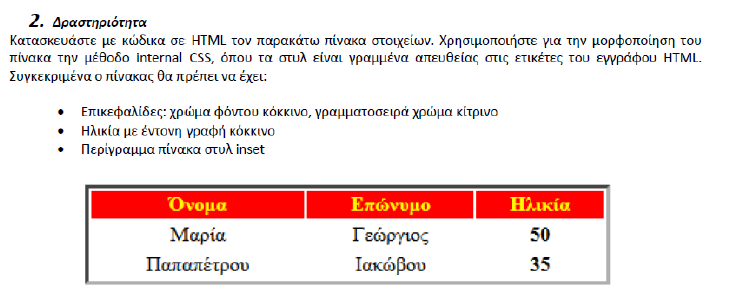 2. Δραστηριότητα
Κατασκευάστε με κώδικα σε HTML τον παρακάτω πίνακα στοιχείων. Χρησιμοποιήστε για την μορφοποίηση του
πίνακα την μέθοδο internal CSS, όπου τα στυλ είναι γραμμένα απευθείας στις ετικέτες του εγγράφου HTML.
Συγκεκριμένα ο πίνακας θα πρέπει να έχει:
• Επικεφαλίδες: χρώμα φόντου κόκκινο, γραμματοσειρά χρώμα κίτρινο
• Ηλικία με έντονη γραφή κόκκινο
• Περίγραμμα πίνακα στυλ inset
Όνομα Επώνυμο Ηλικία
Μαρία Γεώργιος 50
Παπαπέτρου Ιακώβου 35